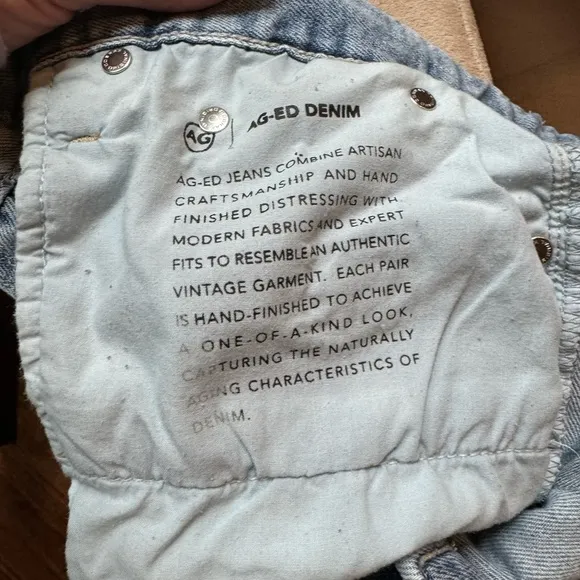 AG | AG-ED DENIM
AG-ED JEANS COMBINE ARTISAN
CRAFTSMANSHIP AND HAND
FINISHED DISTRESSING WITH
MODERN FABRICS AND EXPERT
FITS TO RESEMBLE AN AUTHENTIC
VINTAGE GARMENT. EACH PAIR
IS HAND-FINISHED TO ACHIEVE
A ONE-OF-A-KIND LOOK,
CAPTURING THE NATURALLY
AGING CHARACTERISTICS OF
DENIM.